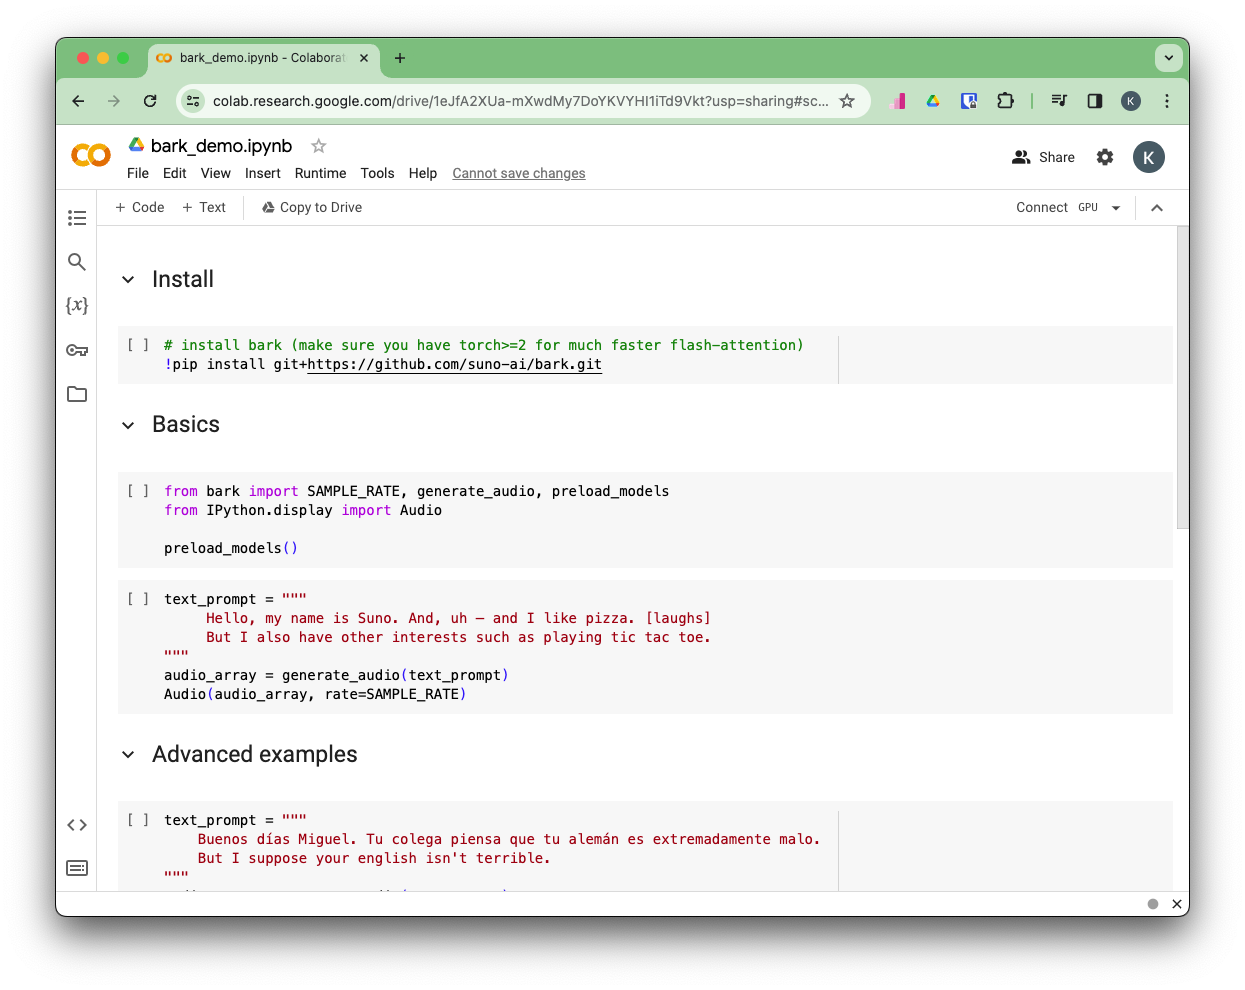 bark_demo.ipynb - Colaborat
colab.research.google.com/drive/1eJfA2XUa-mXwdMy7DoYKVYHI1iTd9Vkt?usp=sharing#sc...
K
bark_demo.ipynb
File Edit View Insert Runtime Tools Help Cannot save changes
Share
K
+ Code + Text Copy to Drive
Connect GPU
{x}
Install
[ ] # install bark (make sure you have torch>=2 for much faster flash-attention)
!pip install git+https://github.com/suno-ai/bark.git
Basics
[ ] from bark import SAMPLE_RATE, generate_audio, preload_models
from IPython.display import Audio
preload_models()
[ ] text_prompt = """
Hello, my name is Suno. And, uh — and I like pizza. [laughs]
But I also have other interests such as playing tic tac toe.
"""
audio_array = generate_audio(text_prompt)
Audio(audio_array, rate=SAMPLE_RATE)
Advanced examples
[ ] text_prompt = """
Buenos días Miguel. Tu colega piensa que tu alemán es extremadamente malo.
But I suppose your english isn't terrible.
"""